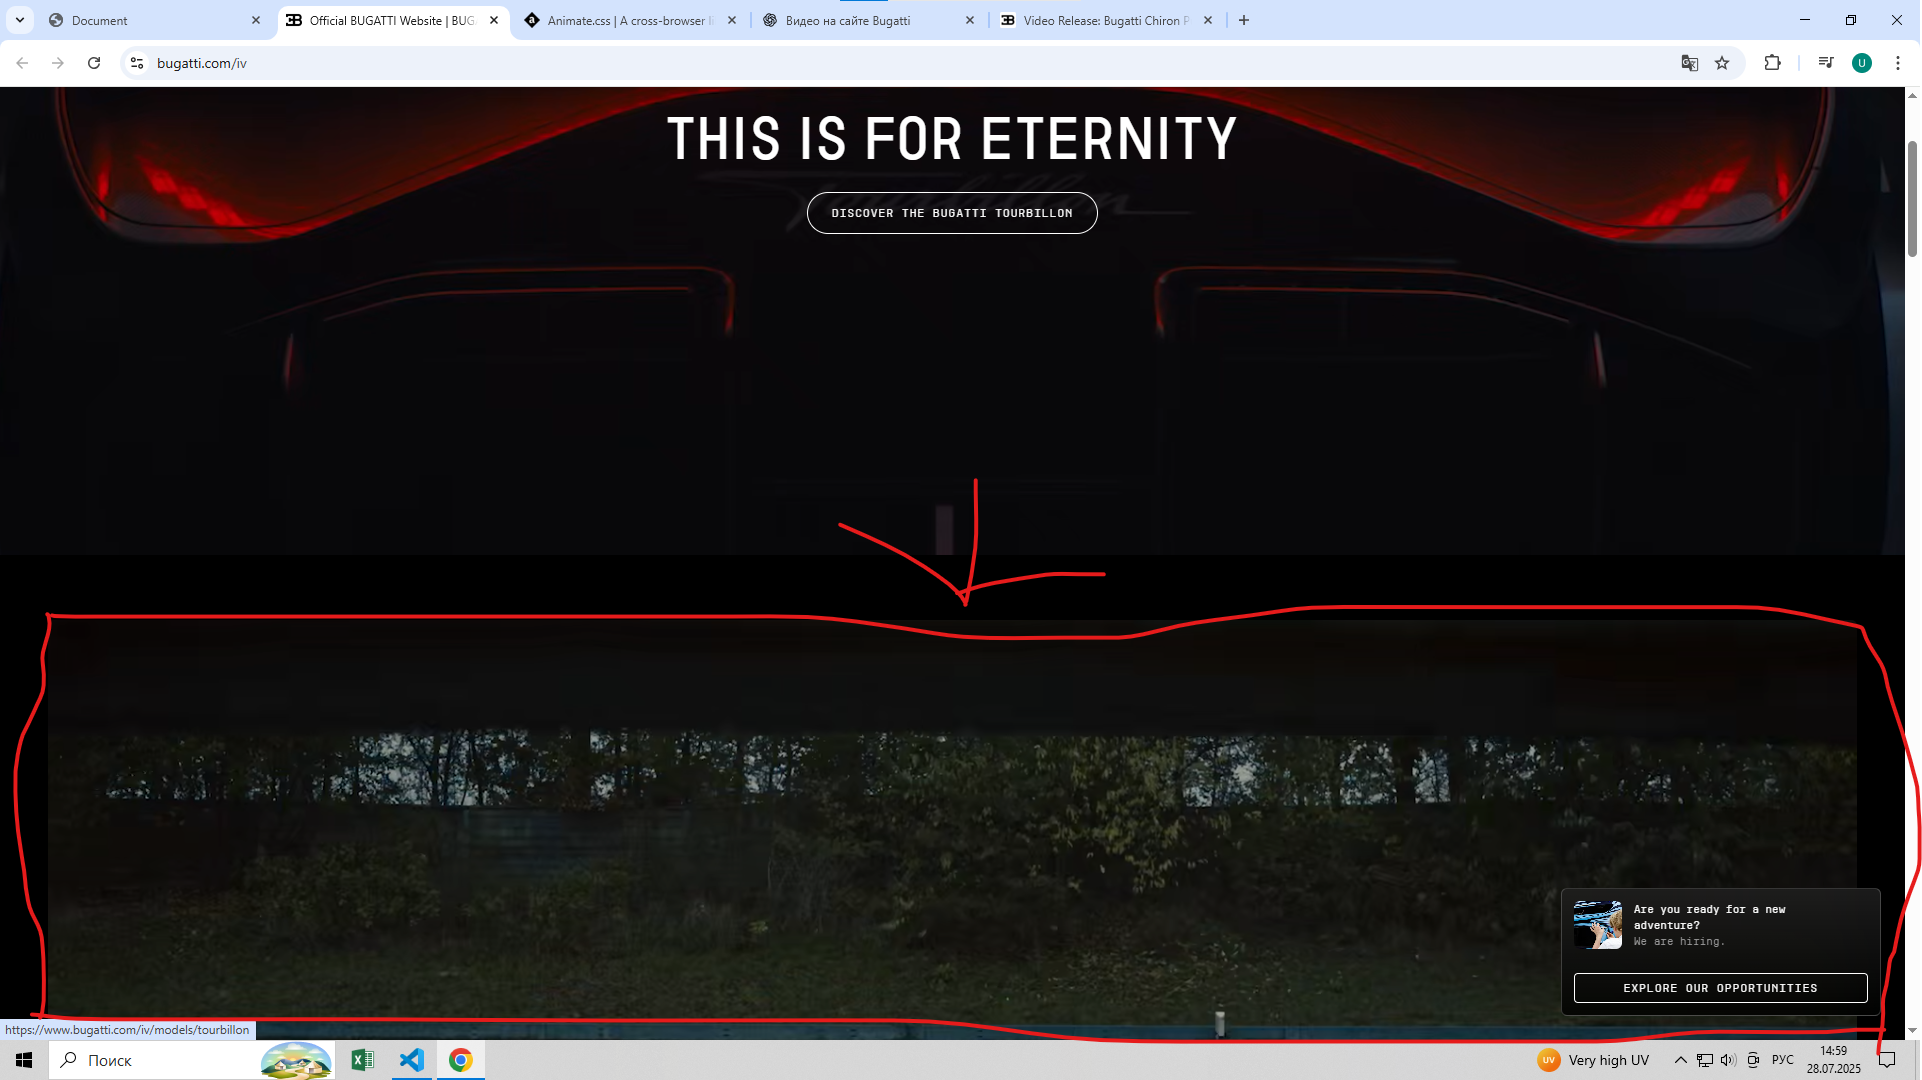 Document
Official BUGATTI Website | BUG
Animate.css | A cross-browser li
Видео на сайте Bugatti
Video Release: Bugatti Chiron P
bugatti.com/iv
THIS IS FOR ETERNITY
DISCOVER THE BUGATTI TOURBILLON
Are you ready for a new
adventure?
We are hiring.
EXPLORE OUR OPPORTUNITIES
https://www.bugatti.com/iv/models/tourbillon
Поиск
UV
Very high UV
РУС
14:59
28.07.2025
U